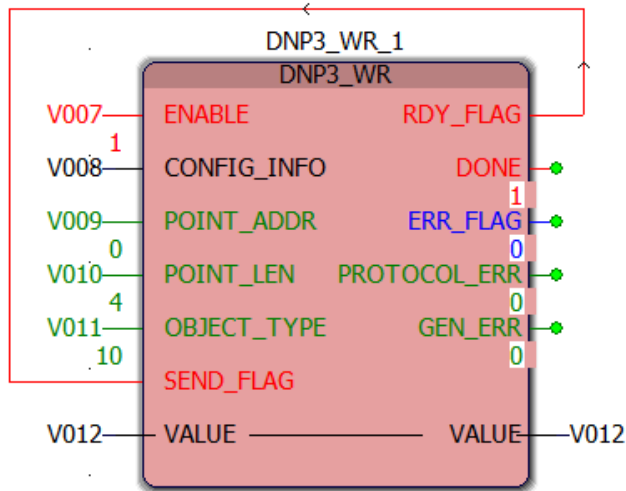 DNP3_WR_1
DNP3_WR
V007 ENABLE RDY_FLAG
1
V008 CONFIG_INFO DONE
1
V009 POINT_ADDR ERR_FLAG
0 0
V010 POINT_LEN PROTOCOL_ERR
4 0
V011 OBJECT_TYPE GEN_ERR
10 0
SEND_FLAG
V012 VALUE VALUE V012